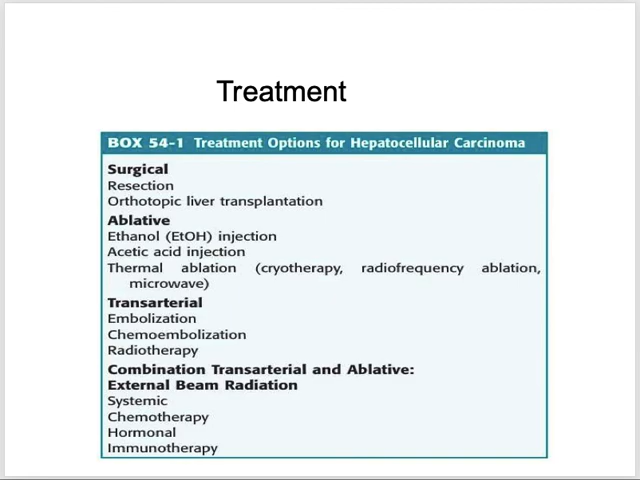 Treatment
BOX 54-1 Treatment Options for Hepatocellular Carcinoma
Surgical
Resection
Orthotopic liver transplantation
Ablative
Ethanol (EtOH) injection
Acetic acid injection
Thermal ablation (cryotherapy, radiofrequency ablation,
microwave)
Transarterial
Embolization
Chemoembolization
Radiotherapy
Combination Transarterial and Ablative:
External Beam Radiation
Systemic
Chemotherapy
Hormonal
Immunotherapy